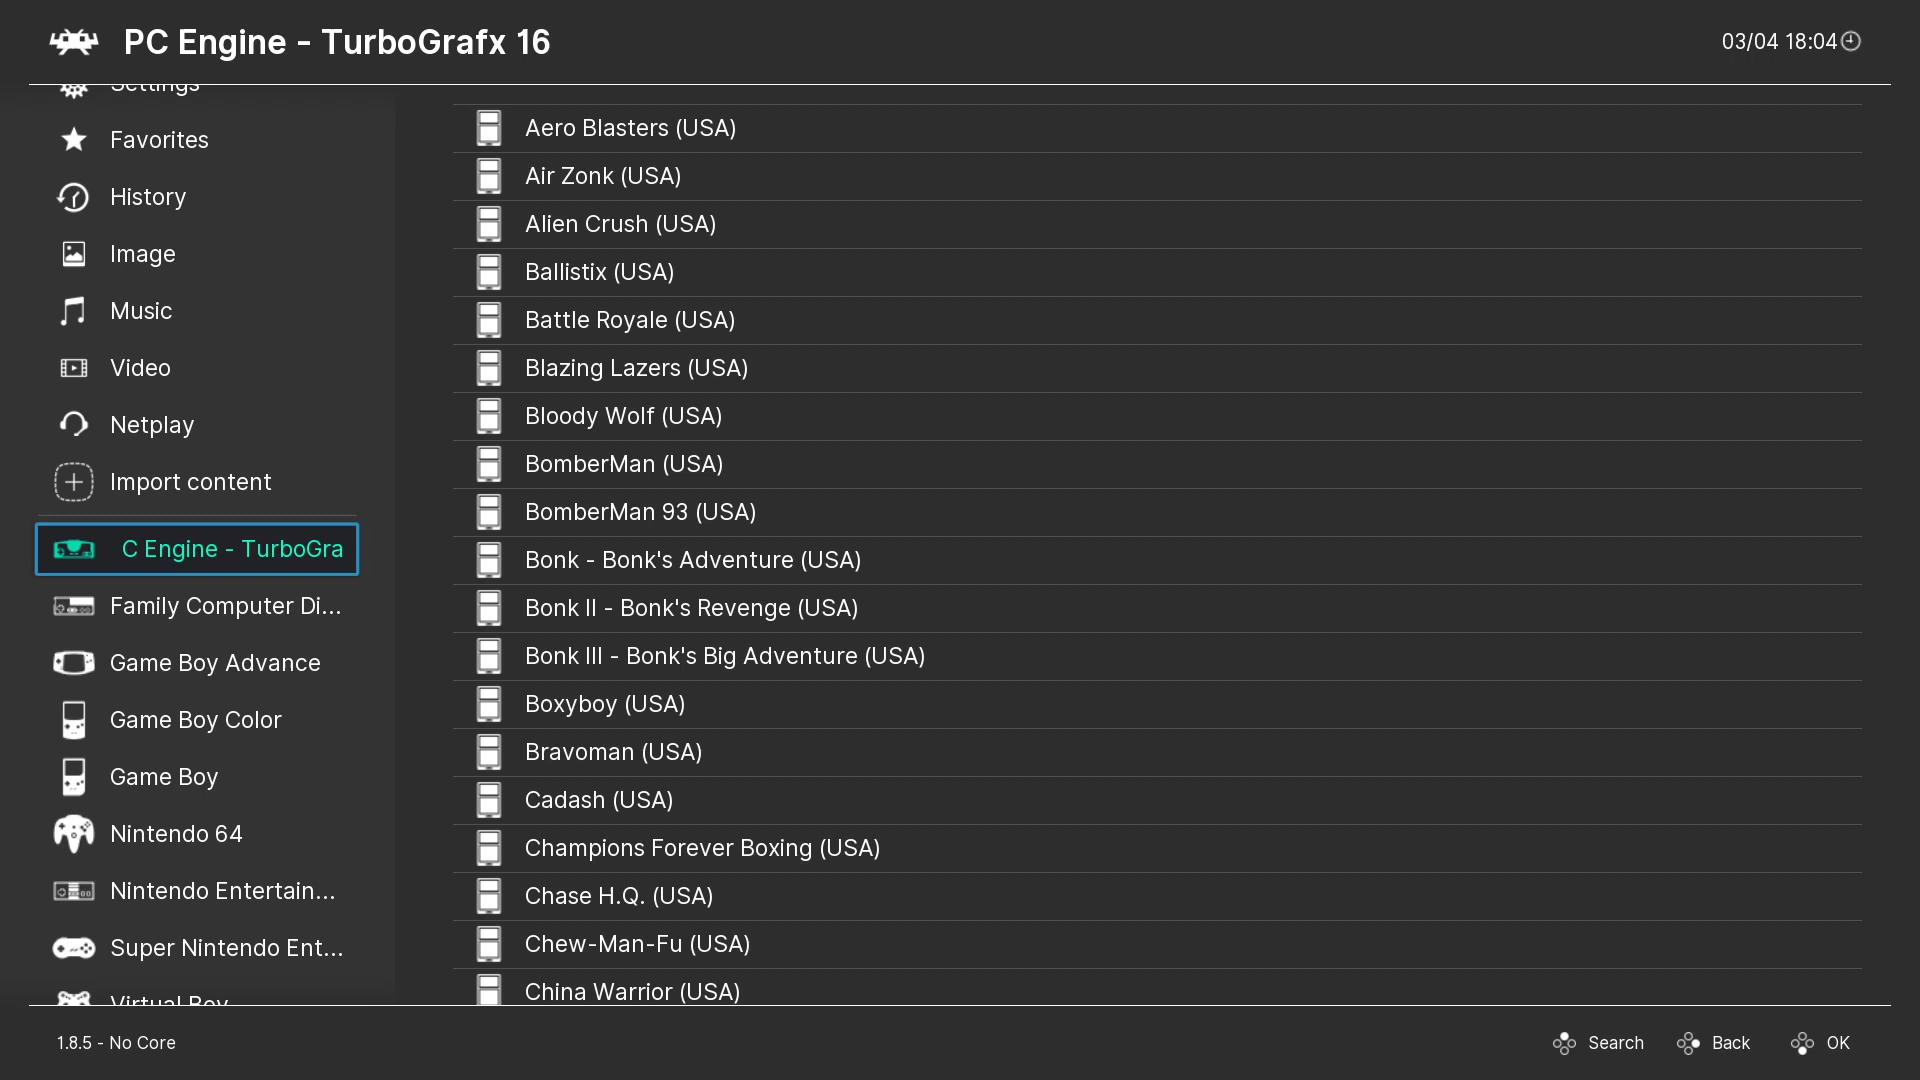 PC Engine - TurboGrafx 16
03/04 18:04
Settings
Favorites
History
Image
Music
Video
Netplay
Import content
C Engine - TurboGra
Family Computer Di...
Game Boy Advance
Game Boy Color
Game Boy
Nintendo 64
Nintendo Entertain...
Super Nintendo Ent...
Virtual Boy
Aero Blasters (USA)
Air Zonk (USA)
Alien Crush (USA)
Ballistix (USA)
Battle Royale (USA)
Blazing Lazers (USA)
Bloody Wolf (USA)
BomberMan (USA)
BomberMan 93 (USA)
Bonk - Bonk's Adventure (USA)
Bonk II - Bonk's Revenge (USA)
Bonk III - Bonk's Big Adventure (USA)
Boxyboy (USA)
Bravoman (USA)
Cadash (USA)
Champions Forever Boxing (USA)
Chase H.Q. (USA)
Chew-Man-Fu (USA)
China Warrior (USA)
1.8.5 - No Core
Search
Back
OK